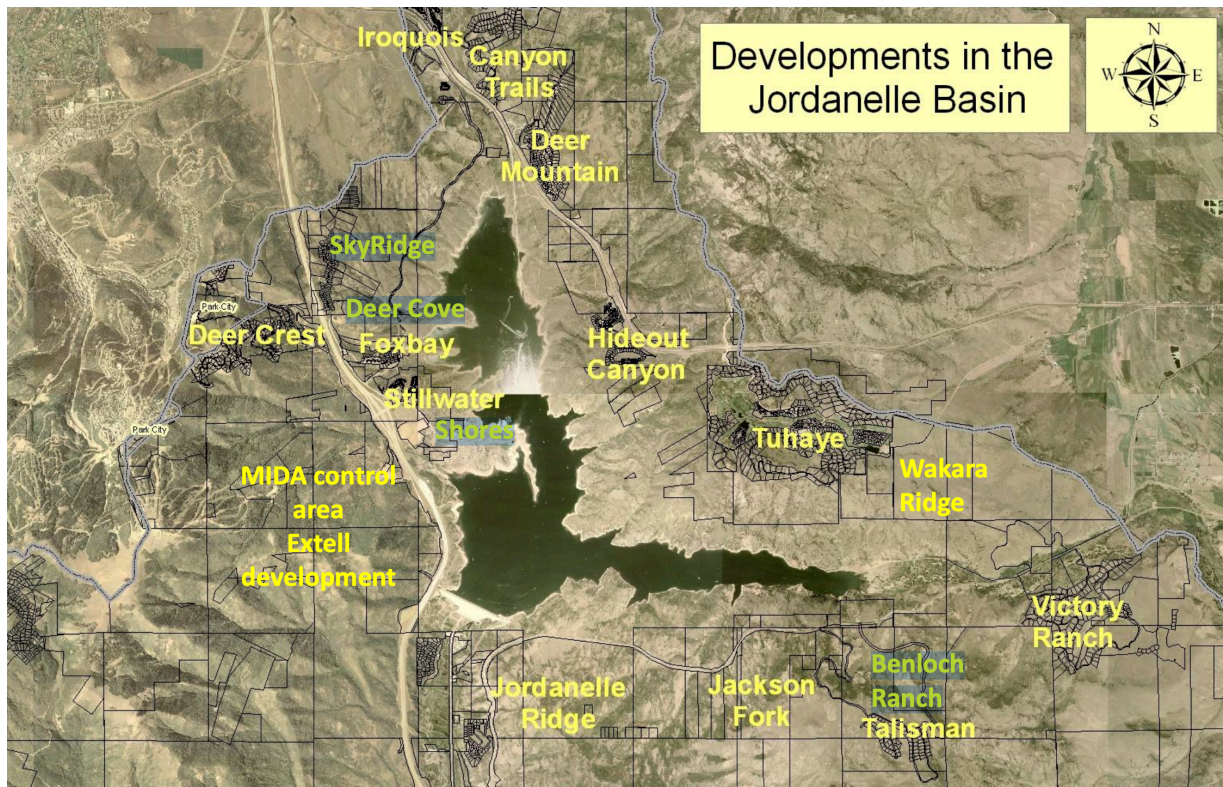 Developments in the
Jordanelle Basin
N
W
E
S
Iroquois
Canyon
Trails
Deer
Mountain
SkyRidge
Park City
Deer Cove
Deer Crest
Foxbay
Hideout
Canyon
Stillwater
Shores
Park City
Tuhaye
MIDA control
area
Extell
development
Wakara
Ridge
Victory
Ranch
Benloch
Ranch
Jordanelle
Ridge
Jackson
Fork
Talisman